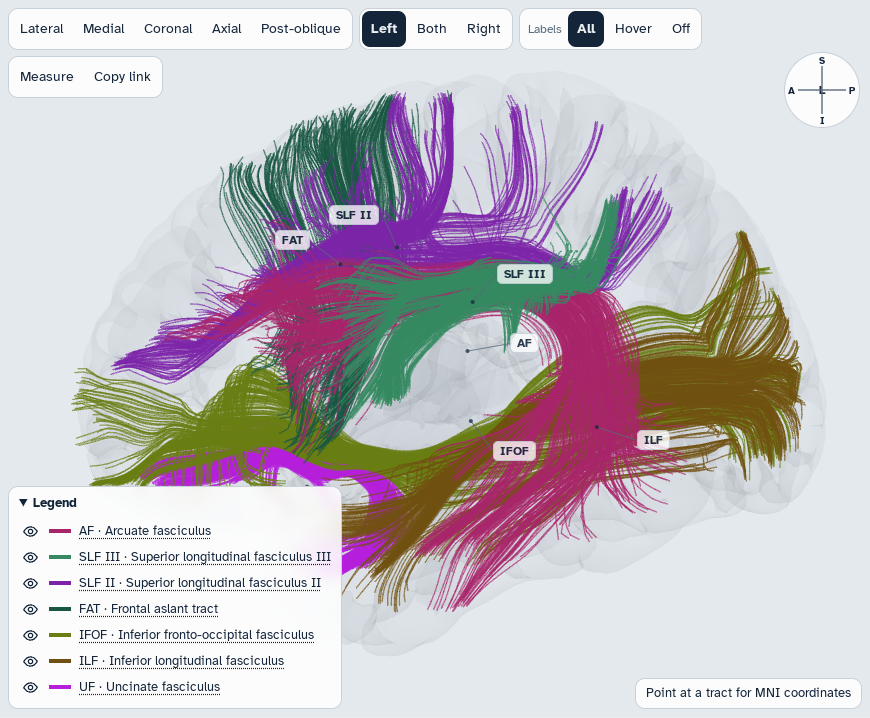 Lateral Medial Coronal Axial Post-oblique Left Both Right Labels All Hover Off
Measure Copy link
S
A L P
I
SLF II
FAT
SLF III
AF
ILF
IFOF
▼ Legend
AF · Arcuate fasciculus
SLF III · Superior longitudinal fasciculus III
SLF II · Superior longitudinal fasciculus II
FAT · Frontal aslant tract
IFOF · Inferior fronto-occipital fasciculus
ILF · Inferior longitudinal fasciculus
UF · Uncinate fasciculus
Point at a tract for MNI coordinates